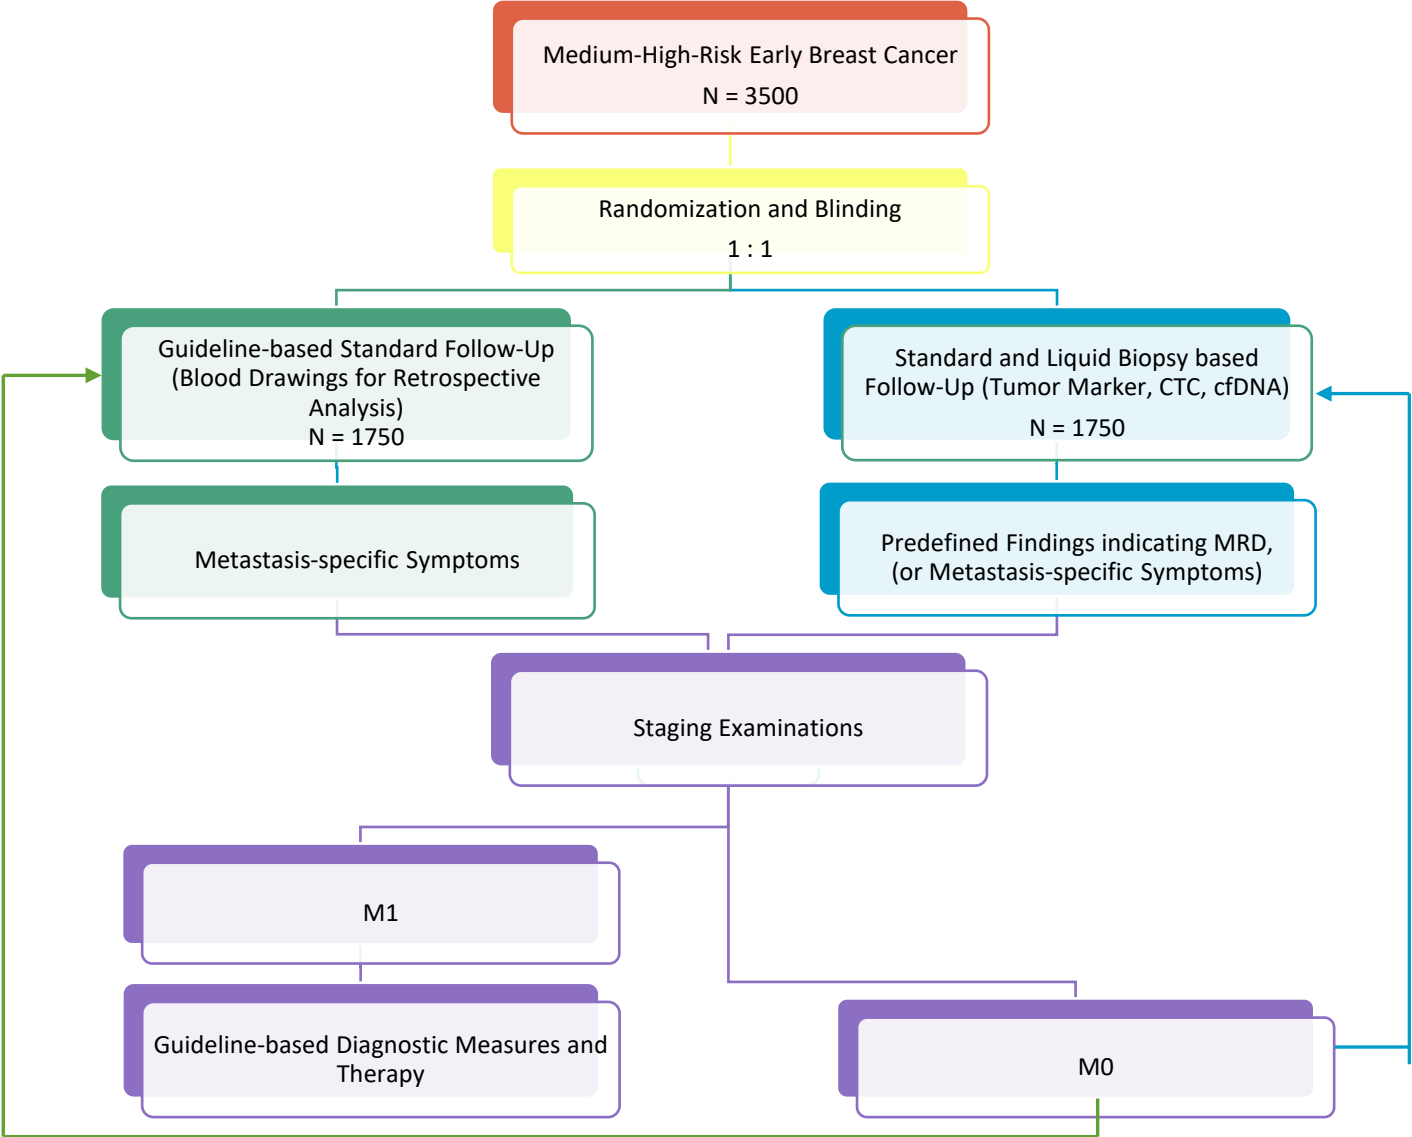 Medium-High-Risk Early Breast Cancer
N = 3500
Randomization and Blinding
1 : 1
Guideline-based Standard Follow-Up
(Blood Drawings for Retrospective
Analysis)
N = 1750
Standard and Liquid Biopsy based
Follow-Up (Tumor Marker, CTC, cfDNA)
N = 1750
Metastasis-specific Symptoms
Predefined Findings indicating MRD,
(or Metastasis-specific Symptoms)
Staging Examinations
M1
Guideline-based Diagnostic Measures and
Therapy
M0